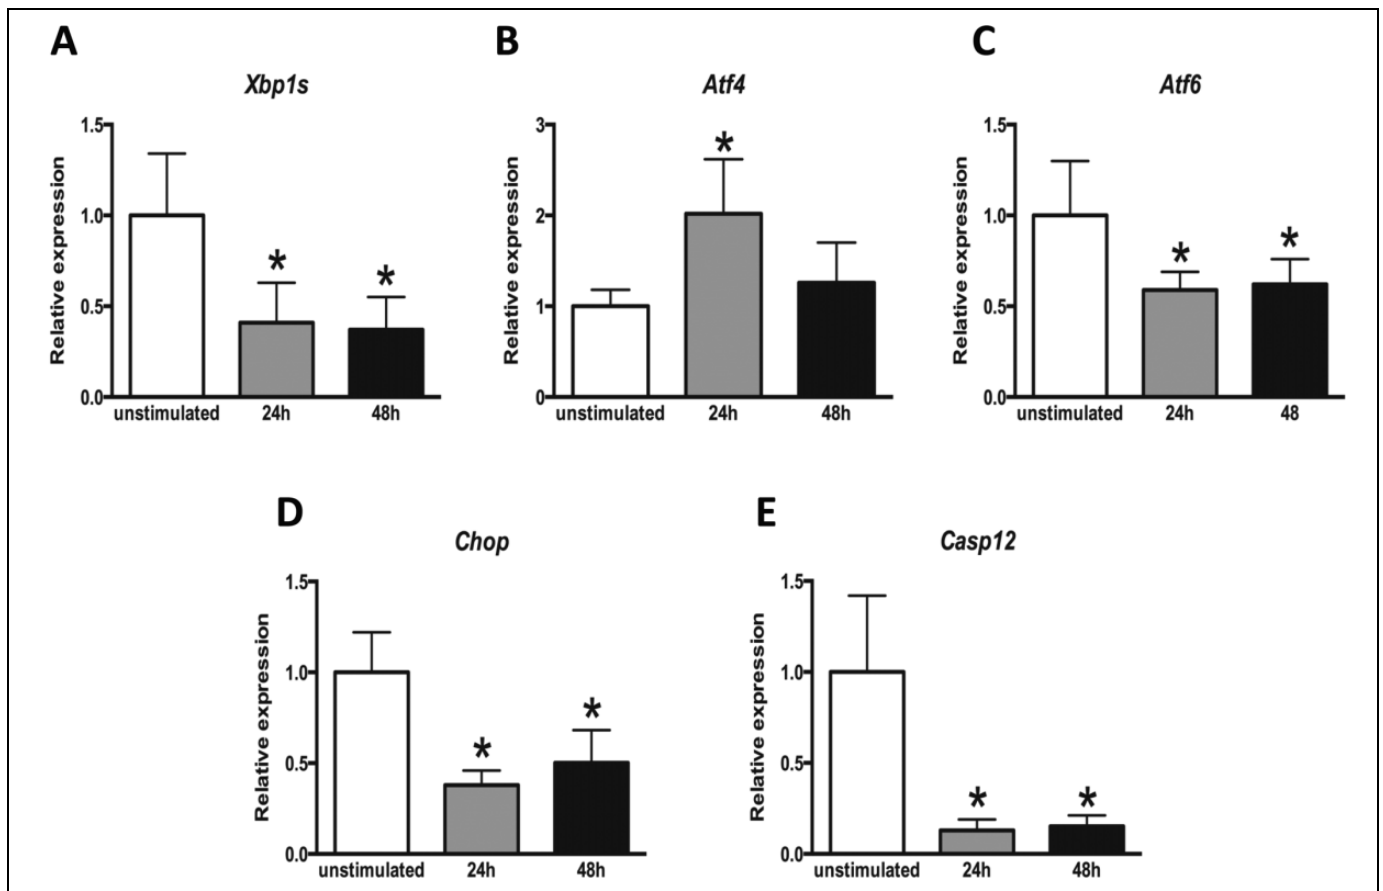 A
B
C
Xbp1s
Atf4
Atf6
Relative expression
1.5
1.0
0.5
0.0
*
*
unstimulated 24h 48h
Relative expression
3
2
1
0
*
unstimulated 24h 48h
Relative expression
1.5
1.0
0.5
0.0
*
*
unstimulated 24h 48
D
E
Chop
Casp12
Relative expression
1.5
1.0
0.5
0.0
*
*
unstimulated 24h 48h
Relative expression
1.5
1.0
0.5
0.0
*
*
unstimulated 24h 48h